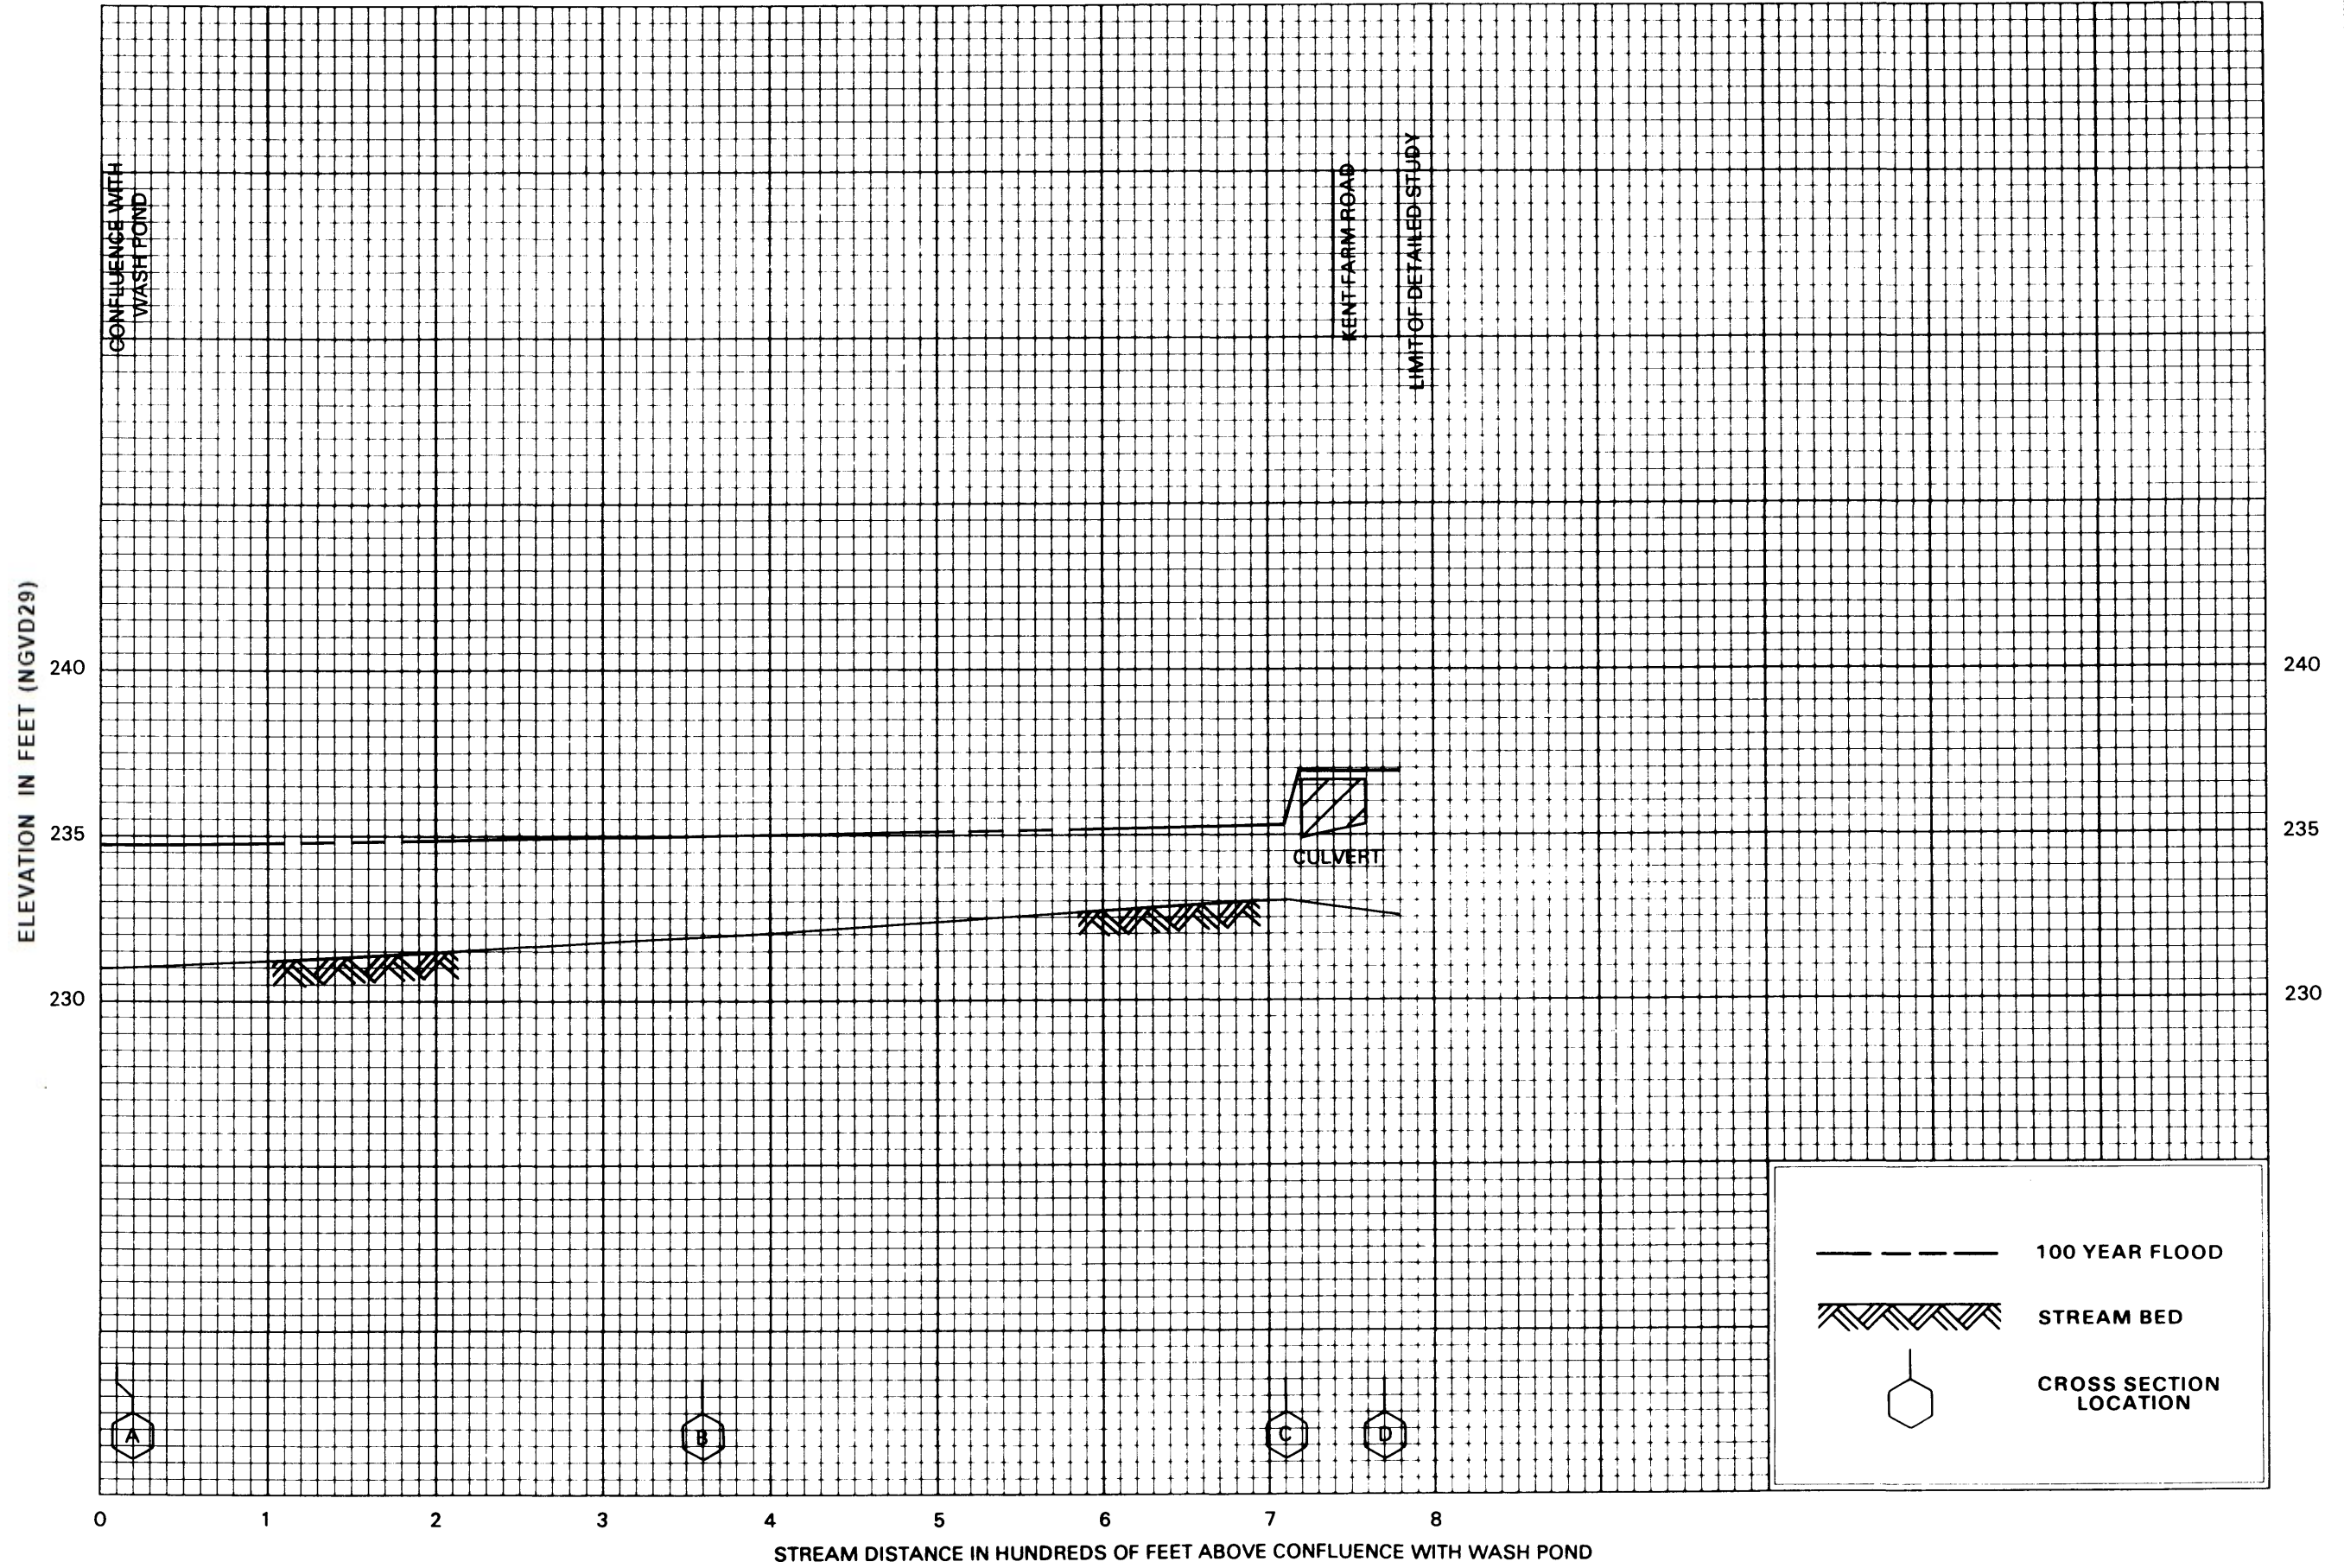 CONFLUENCE WITH
WASH POND
KENT FARM ROAD
LIMIT OF DETAILED STUDY
ELEVATION IN FEET (NGVD29)
240
240
235
235
CULVERT
230
230
100 YEAR FLOOD
STREAM BED
CROSS SECTION
LOCATION
A
B
C
D
0
1
2
3
4
5
6
7
8
STREAM DISTANCE IN HUNDREDS OF FEET ABOVE CONFLUENCE WITH WASH POND